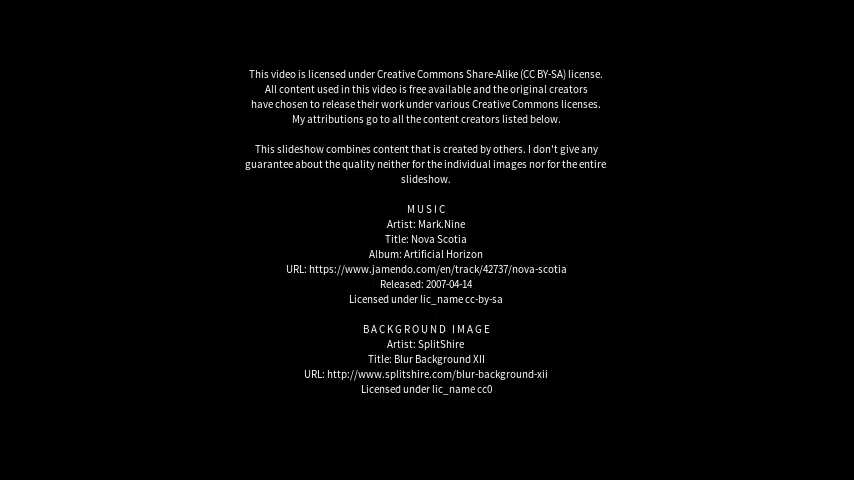 This video is licensed under Creative Commons Share-Alike (CC BY-SA) license.
All content used in this video is free available and the original creators
have chosen to release their work under various Creative Commons licenses.
My attributions go to all the content creators listed below.
This slideshow combines content that is created by others. I don't give any
guarantee about the quality neither for the individual images nor for the entire
slideshow.
MUSIC
Artist: Mark.Nine
Title: Nova Scotia
Album: Artificial Horizon
URL: https://www.jamendo.com/en/track/42737/nova-scotia
Released: 2007-04-14
Licensed under lic_name cc-by-sa
BACKGROUND IMAGE
Artist: SplitShire
Title: Blur Background XII
URL: http://www.splitshire.com/blur-background-xii
Licensed under lic_name cc0